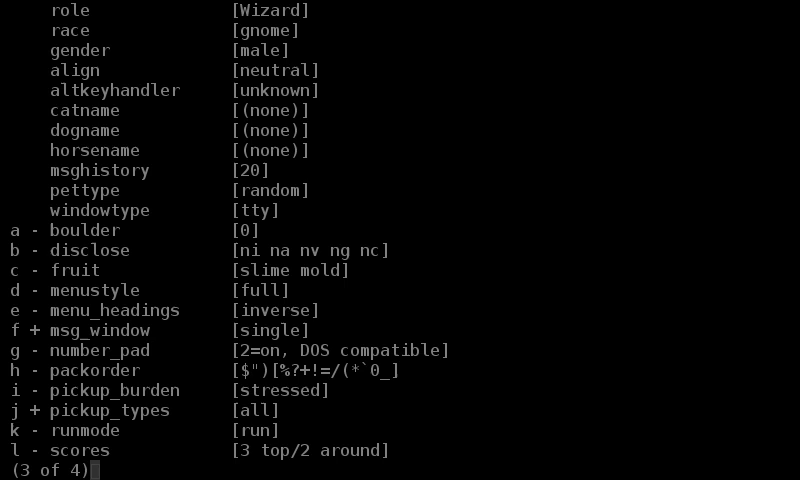 role [Wizard]
race [gnome]
gender [male]
align [neutral]
altkeyhandler [unknown]
catname [(none)]
dogname [(none)]
horsename [(none)]
msghistory [20]
pettype [random]
windowtype [tty]
a - boulder [0]
b - disclose [ni na nv ng nc]
c - fruit [slime mold]
d - menustyle [full]
e - menu_headings [inverse]
f + msg_window [single]
g - number_pad [2=on, DOS compatible]
h - packorder [$")[%?+!=/(*`0_]
i - pickup_burden [stressed]
j + pickup_types [all]
k - runmode [run]
l - scores [3 top/2 around]
(3 of 4)